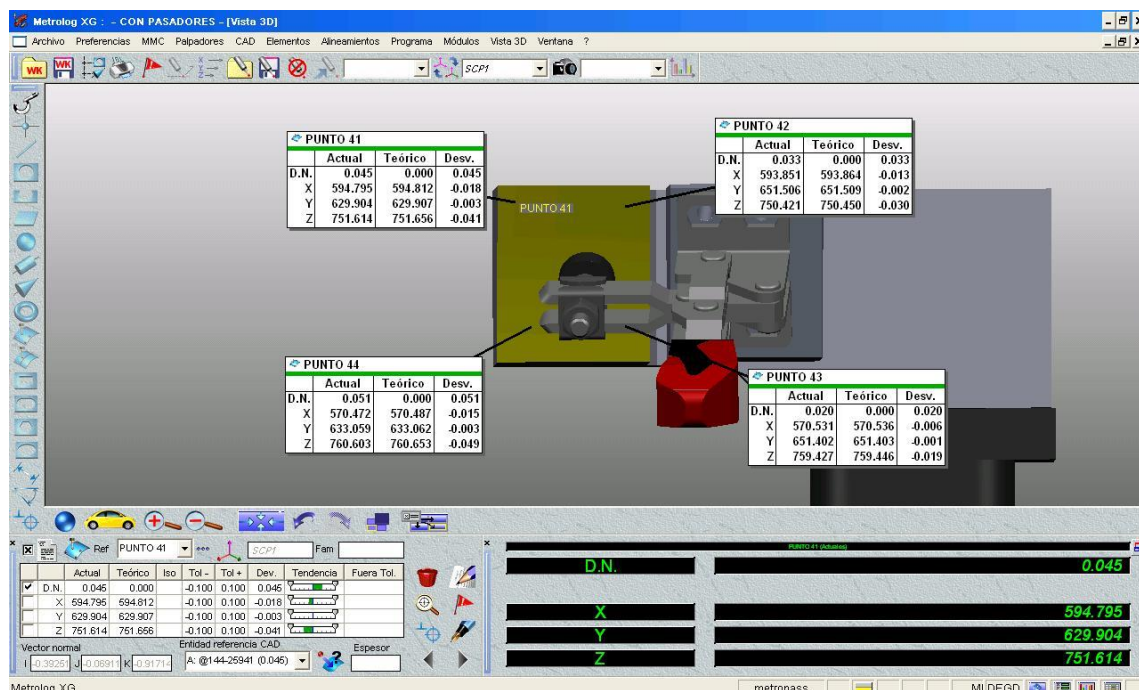 Metrolog XG : - CON PASADORES - [Vista 3D]
Archivo Preferencias MMC Palpadores CAD Elementos Alineamientos Programa Módulos Vista 3D Ventana ?
WK WK SCP1
PUNTO 41
Actual Teórico Desv.
D.N. 0.045 0.000 0.045
X 594.795 594.812 -0.018
Y 629.904 629.907 -0.003
Z 751.614 751.656 -0.041
PUNTO 42
Actual Teórico Desv.
D.N. 0.033 0.000 0.033
X 593.851 593.864 -0.013
Y 651.506 651.509 -0.002
Z 750.421 750.450 -0.030
PUNTO 41
PUNTO 44
Actual Teórico Desv.
D.N. 0.051 0.000 0.051
X 570.472 570.487 -0.015
Y 633.059 633.062 -0.003
Z 760.603 760.653 -0.049
PUNTO 43
Actual Teórico Desv.
D.N. 0.020 0.000 0.020
X 570.531 570.536 -0.006
Y 651.402 651.403 -0.001
Z 759.427 759.446 -0.019
Ref PUNTO 41 SCP1 Fam
Actual Teórico Iso Tol - Tol + Dev. Tendencia Fuera Tol.
D.N. 0.045 0.000 -0.100 0.100 0.045
X 594.795 594.812 -0.100 0.100 -0.018
Y 629.904 629.907 -0.100 0.100 -0.003
Z 751.614 751.656 -0.100 0.100 -0.041
Vector normal Entidad referencia CAD Espesor
I -0.39251 J -0.06911 K -0.91714 A: @144-25941 (0.045)
PUNTO 41 (Actuales)
D.N. 0.045
X 594.795
Y 629.904
Z 751.614
Metrolog XG metronass